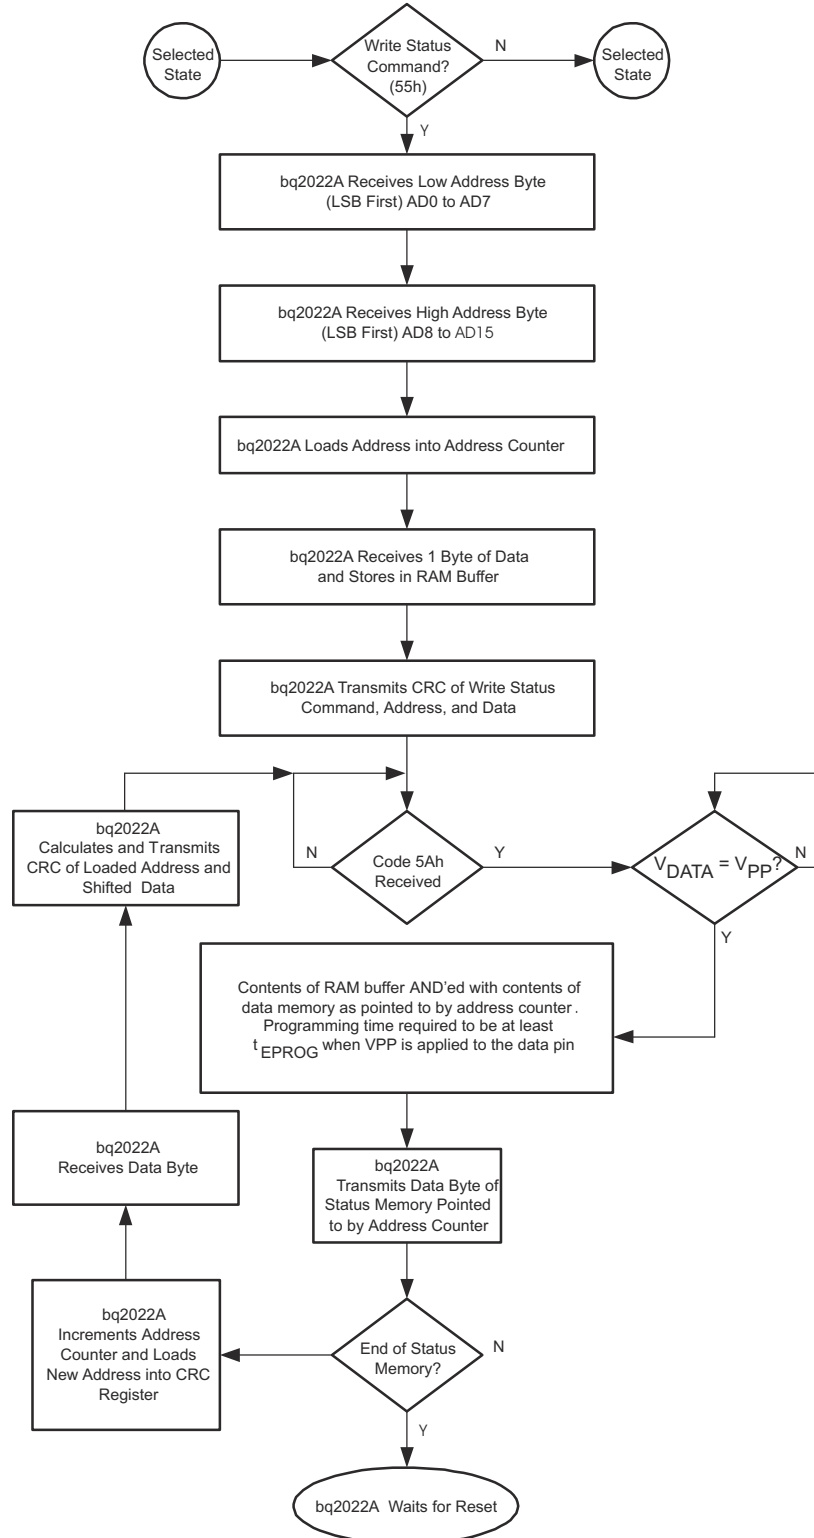 Selected
State
Write Status
Command?
(55h)
N
Selected
State
Y
bq2022A Receives Low Address Byte
(LSB First) AD0 to AD7
bq2022A Receives High Address Byte
(LSB First) AD8 to AD15
bq2022A Loads Address into Address Counter
bq2022A Receives 1 Byte of Data
and Stores in RAM Buffer
bq2022A Transmits CRC of Write Status
Command, Address, and Data
bq2022A
Calculates and Transmits
CRC of Loaded Address and
Shifted Data
N
Code 5Ah
Received
Y
VDATA = VPP?
N
Y
Contents of RAM buffer AND'ed with contents of
data memory as pointed to by address counter.
Programming time required to be at least
tEPROG when VPP is applied to the data pin
bq2022A
Receives Data Byte
bq2022A
Transmits Data Byte of
Status Memory Pointed
to by Address Counter
bq2022A
Increments Address
Counter and Loads
New Address into CRC
Register
End of Status
Memory?
N
Y
bq2022A Waits for Reset